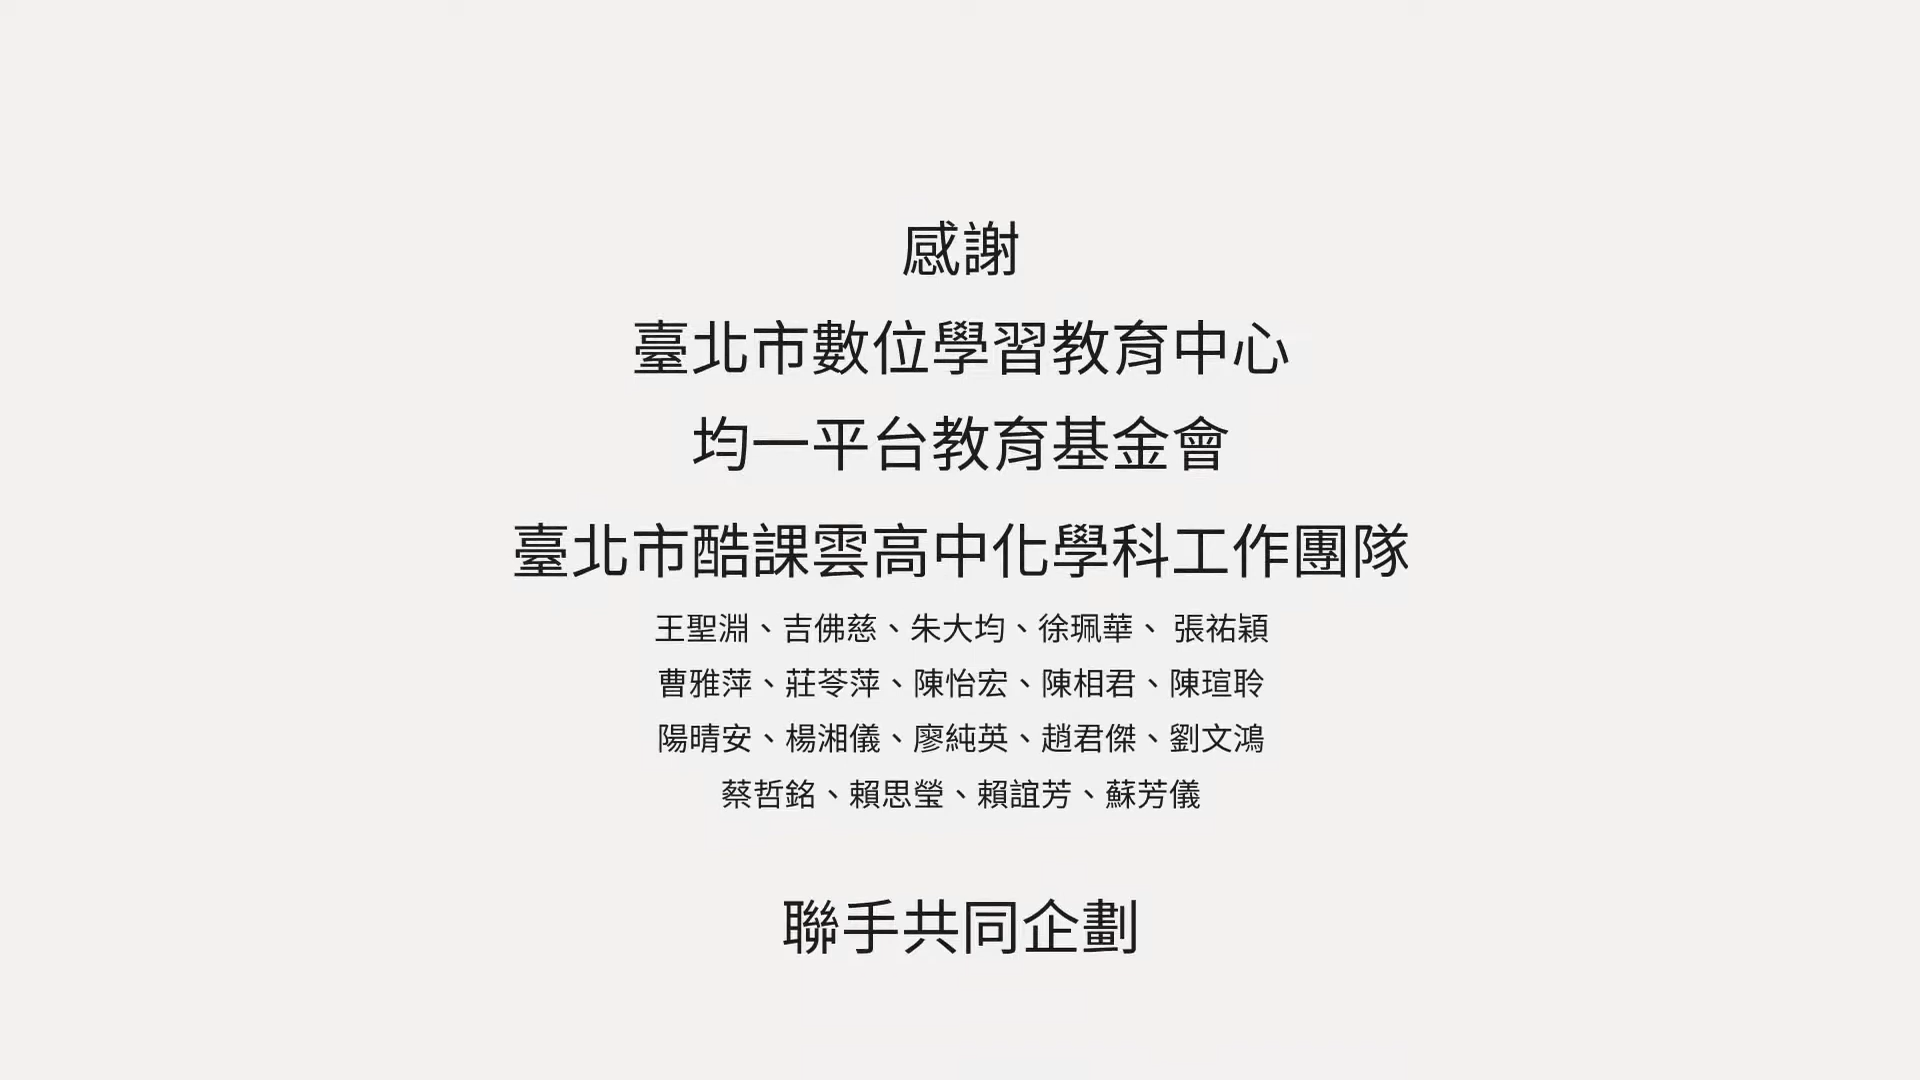 感謝
臺北市數位學習教育中心
均一平台教育基金會
臺北市酷課雲高中化學科工作團隊
王聖淵、吉佛慈、朱大均、徐珮華、 張祐穎
曹雅萍、莊苓萍、陳怡宏、陳相君、陳瑄聆
陽晴安、楊湘儀、廖純英、趙君傑、劉文鴻
蔡哲銘、賴思瑩、賴誼芳、蘇芳儀
聯手共同企劃